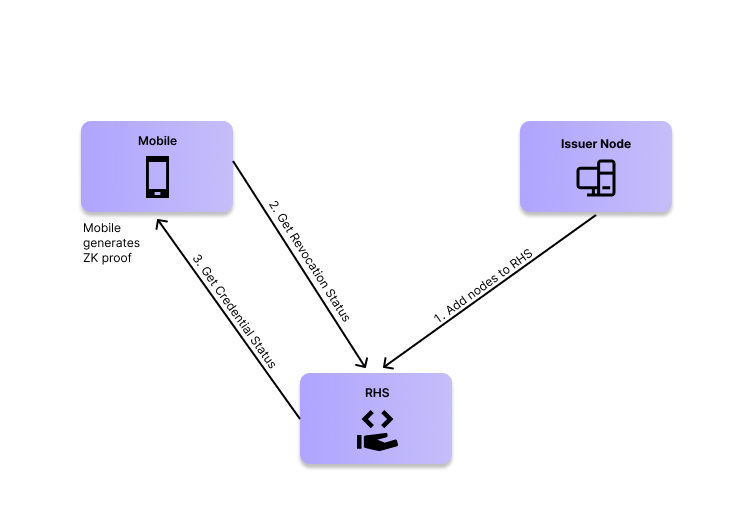 Mobile
Issuer Node
Mobile
generates
ZK proof
2. Get Revocation Status
3. Get Credential Status
1. Add nodes to RHS
RHS